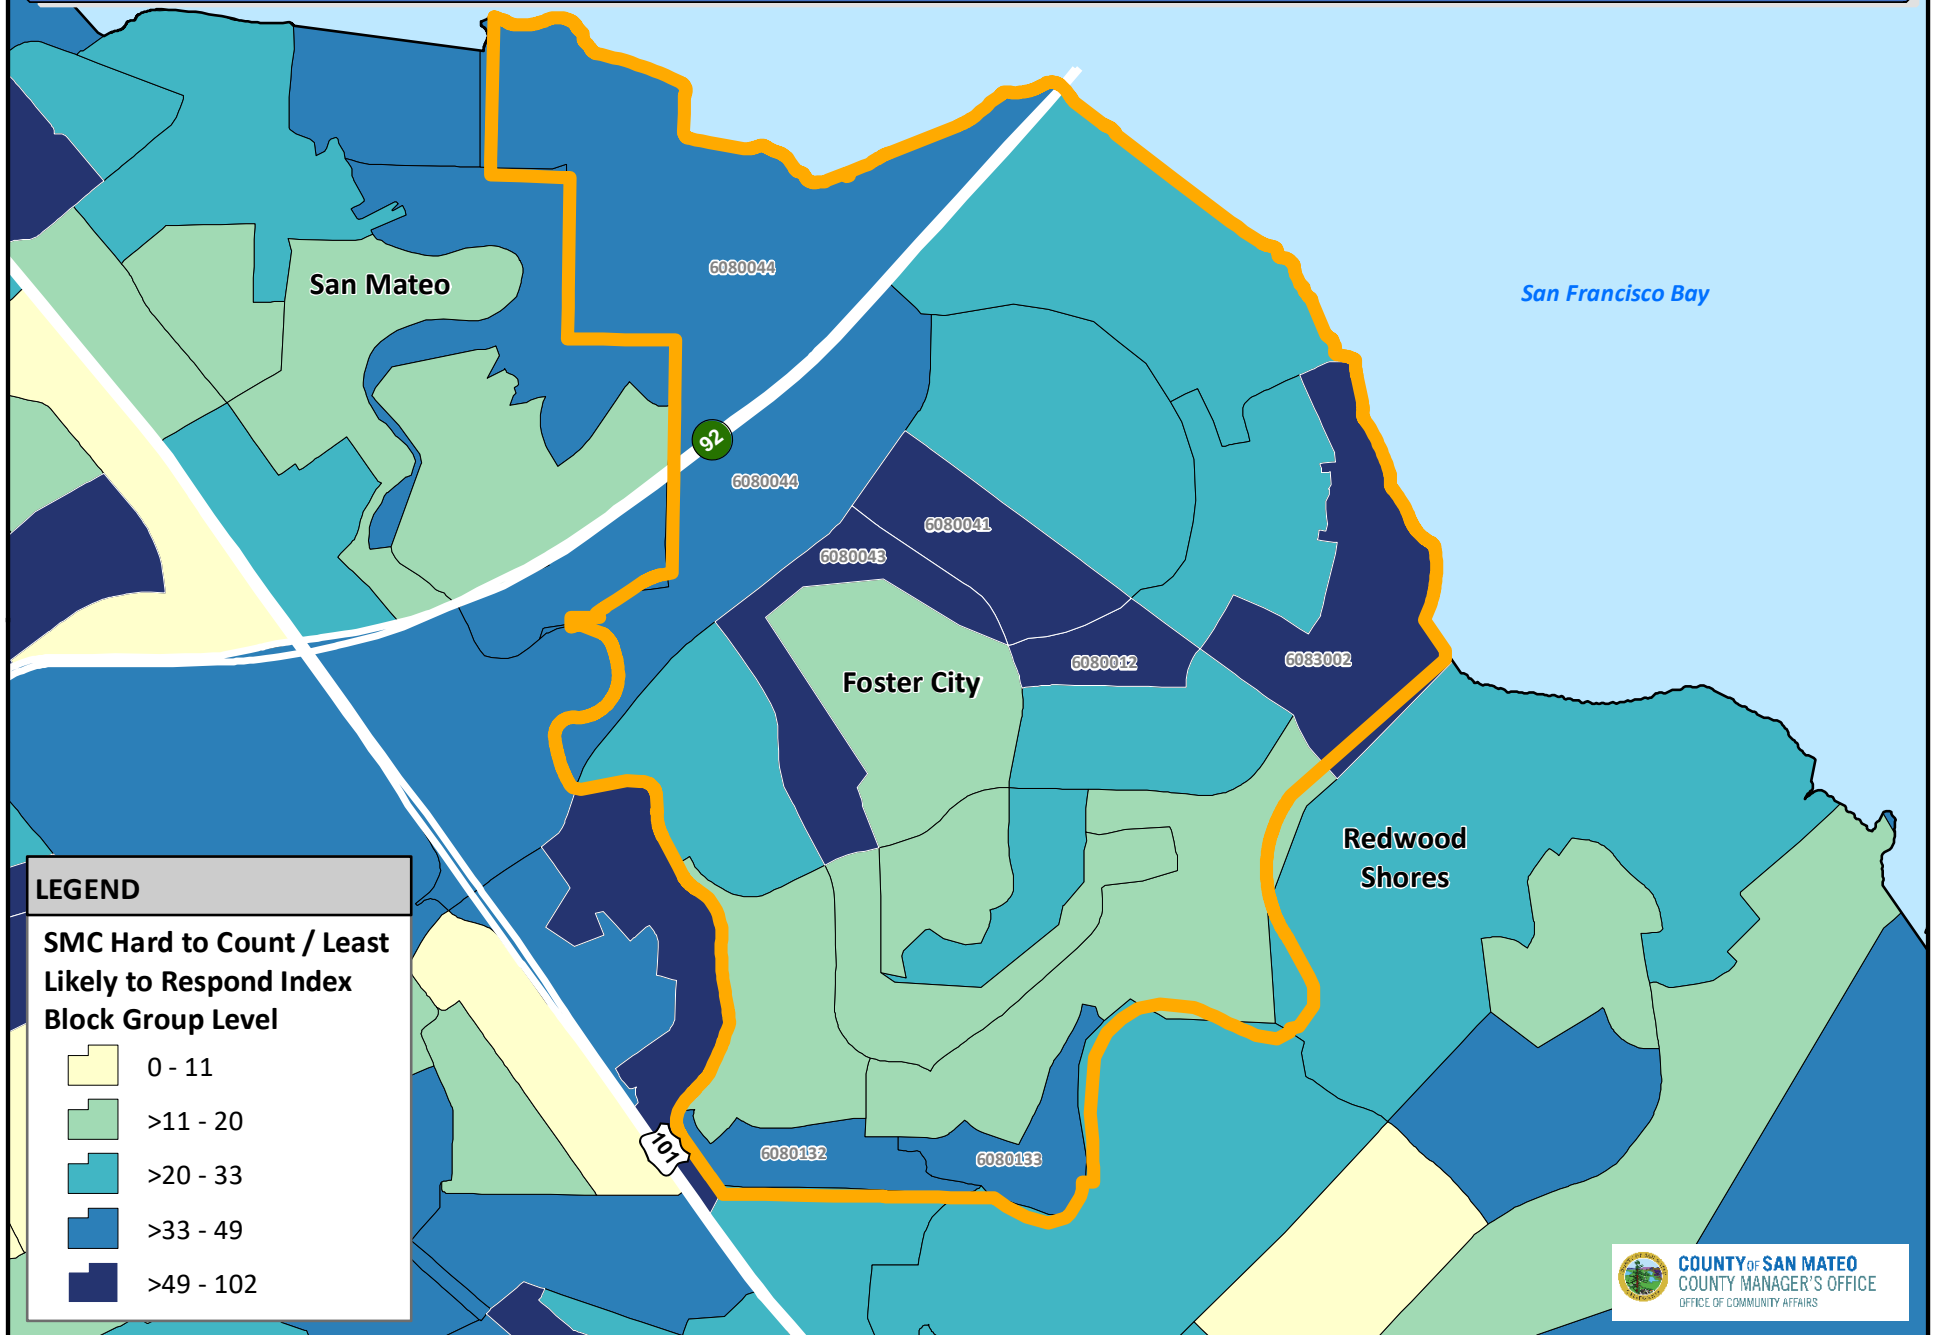 6080044
San Mateo
San Francisco Bay
92
6080044
6080041
6080043
6080012
6083002
Foster City
Redwood
Shores
LEGEND
SMC Hard to Count / Least
Likely to Respond Index
Block Group Level
0 - 11
>11 - 20
>20 - 33
>33 - 49
>49 - 102
101
6080132
6080133
COUNTY OF SAN MATEO
COUNTY MANAGER'S OFFICE
OFFICE OF COMMUNITY AFFAIRS